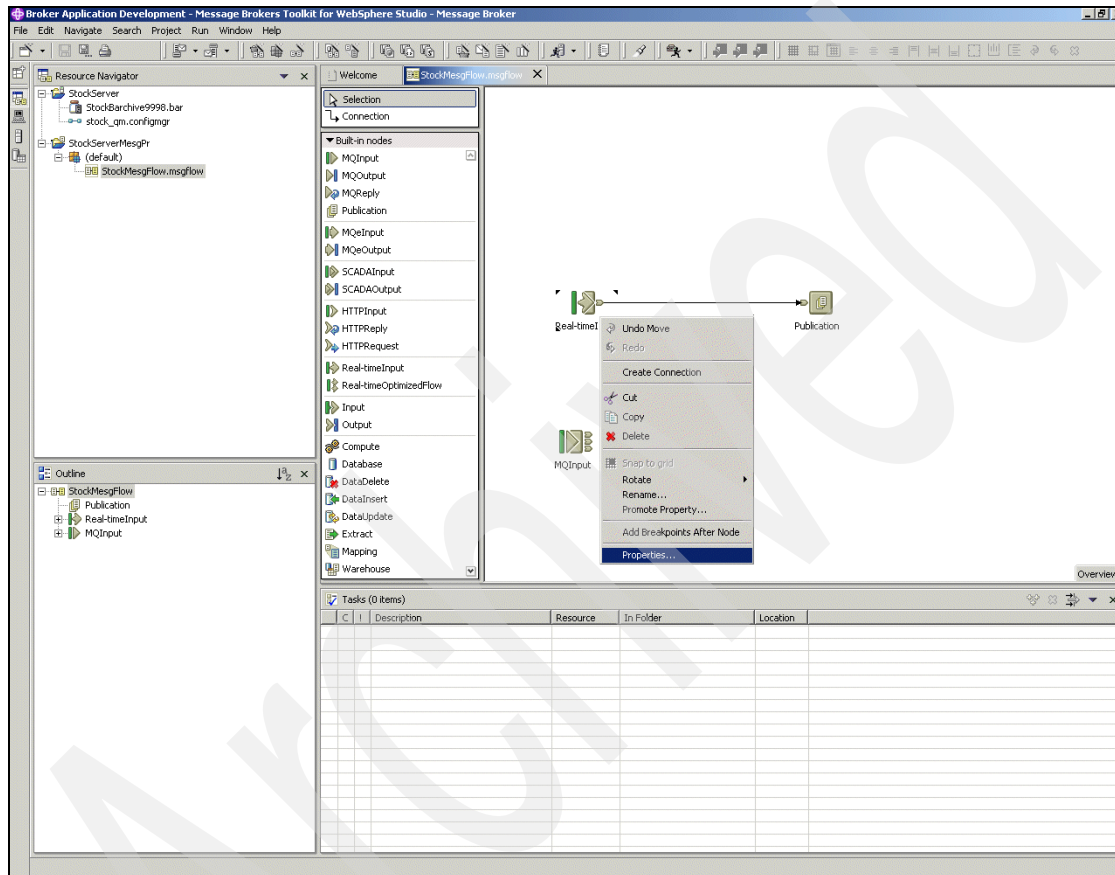 Broker Application Development - Message Brokers Toolkit for WebSphere Studio - Message Broker
File Edit Navigate Search Project Run Window Help
Resource Navigator
StockServer
StockBarchive9998.bar
stock_qm.configmgr
StockServerMesgPr
(default)
StockMesgFlow.msgflow
Outline
StockMesgFlow
Publication
Real-timeInput
MQInput
Welcome
StockMesgFlow.msgflow
Selection
Connection
Built-in nodes
MQInput
MQOutput
MQReply
Publication
MQeInput
MQeOutput
SCADAInput
SCADAOutput
HTTPInput
HTTPReply
HTTPRequest
Real-timeInput
Real-timeOptimizedFlow
Input
Output
Compute
Database
DataDelete
DataInsert
DataUpdate
Extract
Mapping
Warehouse
Real-timeI
Publication
MQInput
Undo Move
Redo
Create Connection
Cut
Copy
Delete
Snap to grid
Rotate
Rename...
Promote Property...
Add Breakpoints After Node
Properties...
Overview
Tasks (0 items)
C ! Description Resource In Folder Location
Archived